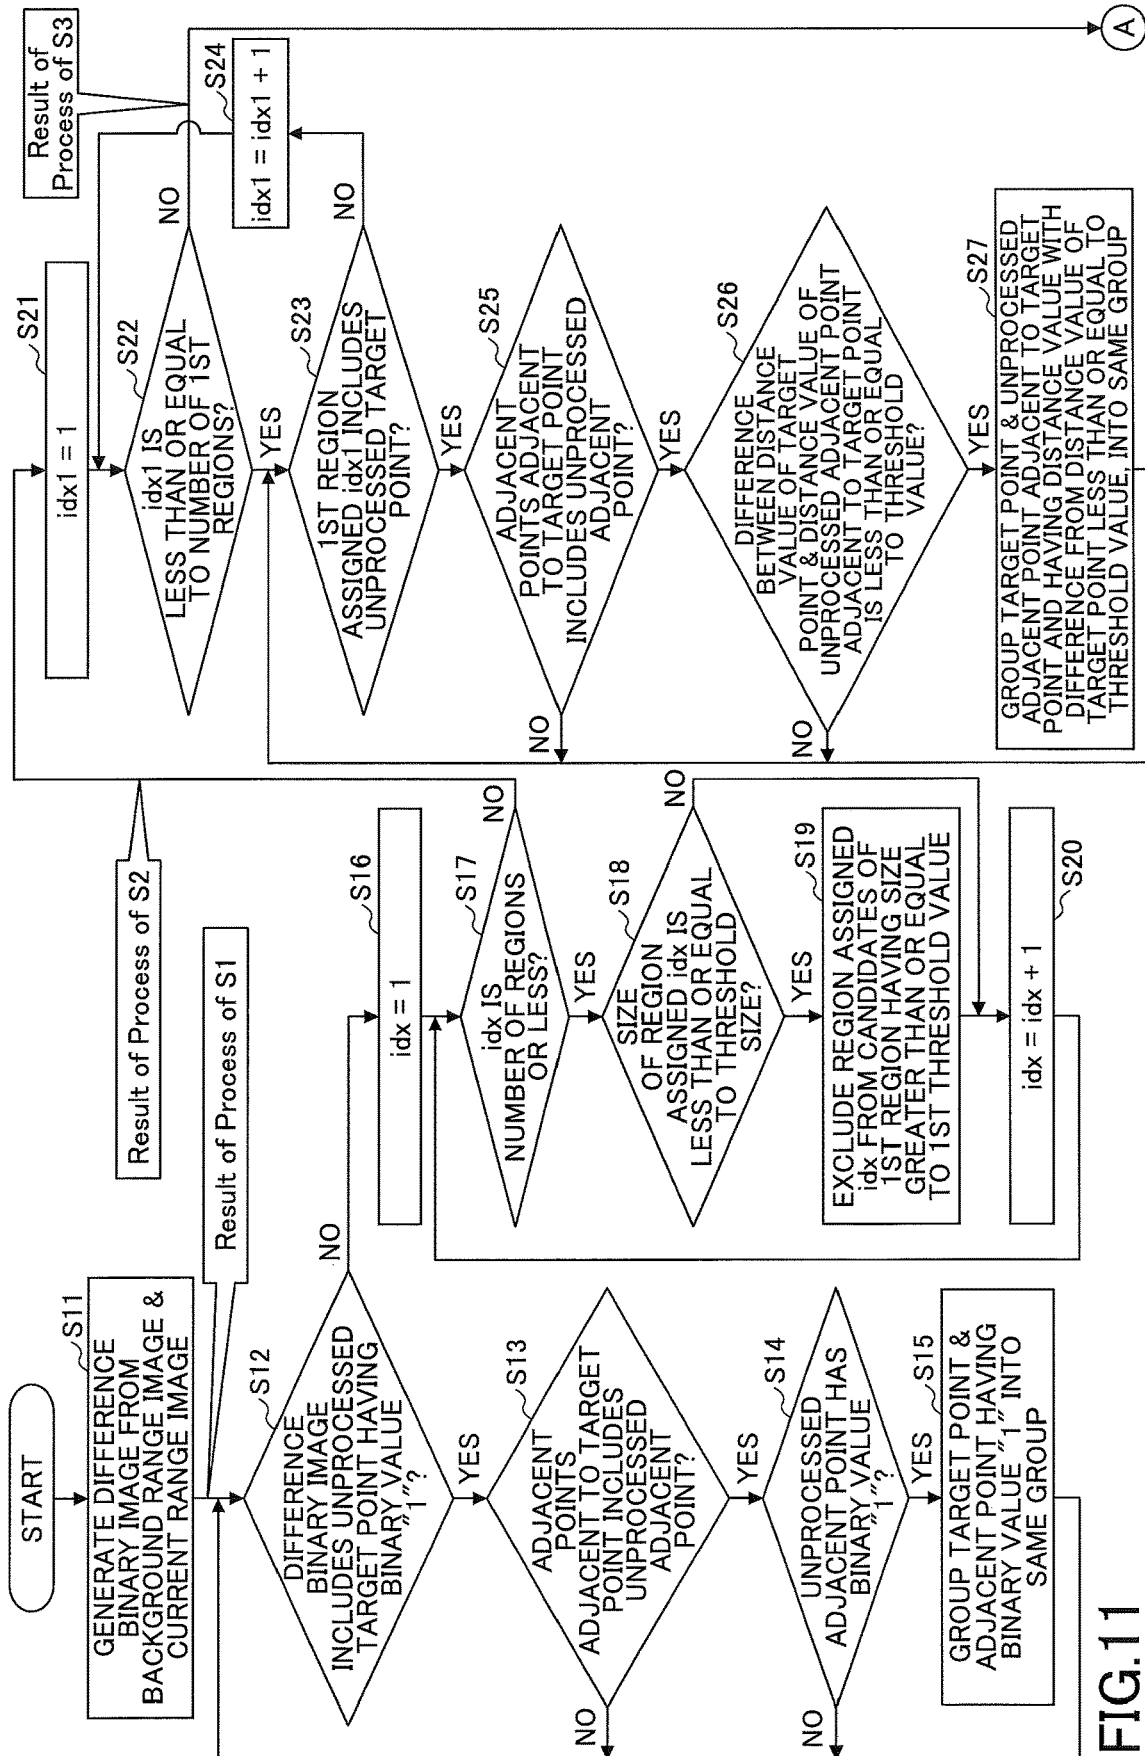 START
S11
GENERATE DIFFERENCE
BINARY IMAGE FROM
BACKGROUND RANGE IMAGE &
CURRENT RANGE IMAGE
Result of Process of S1
S12
DIFFERENCE
BINARY IMAGE
INCLUDES UNPROCESSED
TARGET POINT HAVING
BINARY VALUE
"1"?
NO
YES
S13
ADJACENT
POINTS
ADJACENT TO TARGET
POINT INCLUDES
UNPROCESSED
ADJACENT
POINT?
NO
YES
S14
UNPROCESSED
ADJACENT POINT HAS
BINARY VALUE
"1"?
NO
YES
S15
GROUP TARGET POINT &
ADJACENT POINT HAVING
BINARY VALUE "1" INTO
SAME GROUP
Result of Process of S2
S16
idx = 1
S17
idx IS
NUMBER OF REGIONS
OR LESS?
NO
YES
S18
SIZE
OF REGION
ASSIGNED idx IS
LESS THAN OR EQUAL
TO THRESHOLD
SIZE?
NO
YES
S19
EXCLUDE REGION ASSIGNED
idx FROM CANDIDATES OF
1ST REGION HAVING SIZE
GREATER THAN OR EQUAL
TO 1ST THRESHOLD VALUE
S20
idx = idx + 1
S21
idx1 = 1
Result of
Process of S3
S22
idx1 IS
LESS THAN OR EQUAL
TO NUMBER OF 1ST
REGIONS?
NO
YES
S24
idx1 = idx1 + 1
S23
1ST REGION
ASSIGNED idx1 INCLUDES
UNPROCESSED TARGET
POINT?
NO
YES
S25
ADJACENT
POINTS ADJACENT
TO TARGET POINT
INCLUDES UNPROCESSED
ADJACENT
POINT?
NO
YES
S26
DIFFERENCE
BETWEEN DISTANCE
VALUE OF TARGET
POINT & DISTANCE VALUE OF
UNPROCESSED ADJACENT POINT
ADJACENT TO TARGET POINT
IS LESS THAN OR EQUAL
TO THRESHOLD
VALUE?
NO
YES
S27
GROUP TARGET POINT & UNPROCESSED
ADJACENT POINT ADJACENT TO TARGET
POINT AND HAVING DISTANCE VALUE WITH
DIFFERENCE FROM DISTANCE VALUE OF
TARGET POINT LESS THAN OR EQUAL TO
THRESHOLD VALUE, INTO SAME GROUP
A
FIG.11